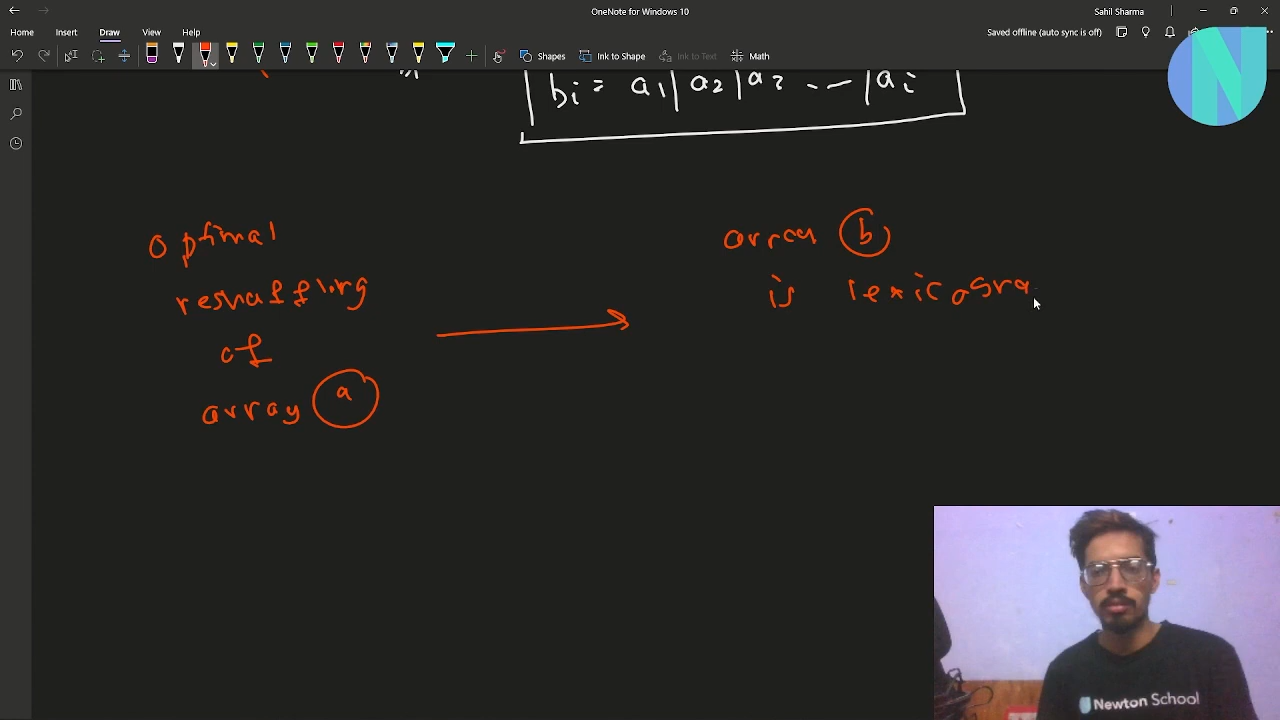 OneNote for Windows 10
Sahil Sharma
Home Insert Draw View Help
Saved offline (auto sync is off)
Shapes Ink to Shape Ink to Text Math
bi = a1|a2|a3 .. -|ai
optimal
reshaffling
of
array a
array b
is lexicogra
Newton School